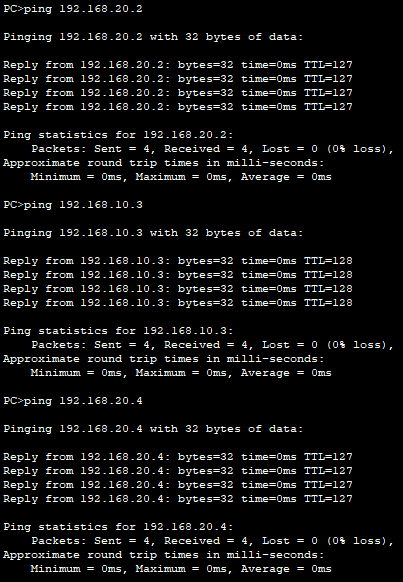 PC>ping 192.168.20.2
Pinging 192.168.20.2 with 32 bytes of data:
Reply from 192.168.20.2: bytes=32 time=0ms TTL=127
Reply from 192.168.20.2: bytes=32 time=0ms TTL=127
Reply from 192.168.20.2: bytes=32 time=0ms TTL=127
Reply from 192.168.20.2: bytes=32 time=0ms TTL=127
Ping statistics for 192.168.20.2:
    Packets: Sent = 4, Received = 4, Lost = 0 (0% loss),
Approximate round trip times in milli-seconds:
    Minimum = 0ms, Maximum = 0ms, Average = 0ms
PC>ping 192.168.10.3
Pinging 192.168.10.3 with 32 bytes of data:
Reply from 192.168.10.3: bytes=32 time=0ms TTL=128
Reply from 192.168.10.3: bytes=32 time=0ms TTL=128
Reply from 192.168.10.3: bytes=32 time=0ms TTL=128
Reply from 192.168.10.3: bytes=32 time=0ms TTL=128
Ping statistics for 192.168.10.3:
    Packets: Sent = 4, Received = 4, Lost = 0 (0% loss),
Approximate round trip times in milli-seconds:
    Minimum = 0ms, Maximum = 0ms, Average = 0ms
PC>ping 192.168.20.4
Pinging 192.168.20.4 with 32 bytes of data:
Reply from 192.168.20.4: bytes=32 time=0ms TTL=127
Reply from 192.168.20.4: bytes=32 time=0ms TTL=127
Reply from 192.168.20.4: bytes=32 time=0ms TTL=127
Reply from 192.168.20.4: bytes=32 time=0ms TTL=127
Ping statistics for 192.168.20.4:
    Packets: Sent = 4, Received = 4, Lost = 0 (0% loss),
Approximate round trip times in milli-seconds:
    Minimum = 0ms, Maximum = 0ms, Average = 0ms